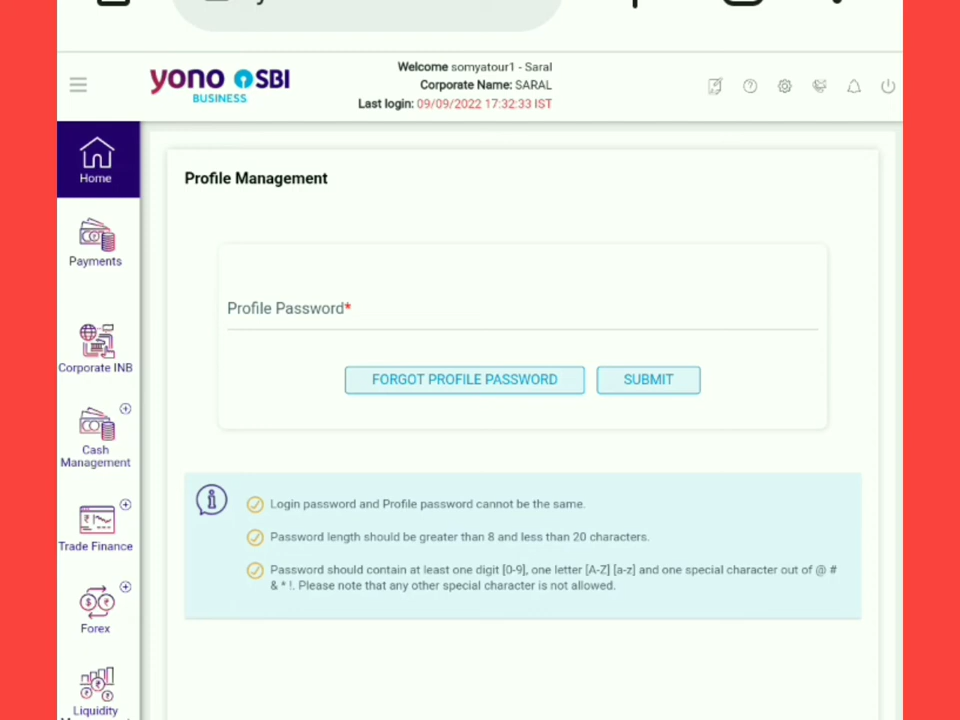 Welcome somyatour1 - Saral
yono SBI
Corporate Name: SARAL
BUSINESS
Last login: 09/09/2022 17:32:33 IST
Home
Profile Management
Payments
Profile Password*
Corporate INB
FORGOT PROFILE PASSWORD
SUBMIT
Cash
Management
Login password and Profile password cannot be the same.
Password length should be greater than 8 and less than 20 characters.
Trade Finance
Password should contain at least one digit [0-9], one letter [A-Z] [a-z] and one special character out of @ #
& * !. Please note that any other special character is not allowed.
Forex
Liquidity